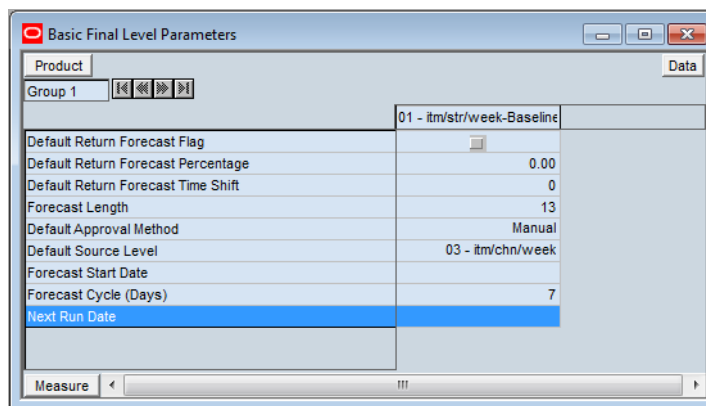 Basic Final Level Parameters
Product
Data
Group 1
01 - itm/str/week-Baseline
Default Return Forecast Flag
Default Return Forecast Percentage 0.00
Default Return Forecast Time Shift 0
Forecast Length 13
Default Approval Method Manual
Default Source Level 03 - itm/chn/week
Forecast Start Date
Forecast Cycle (Days) 7
Next Run Date
Measure